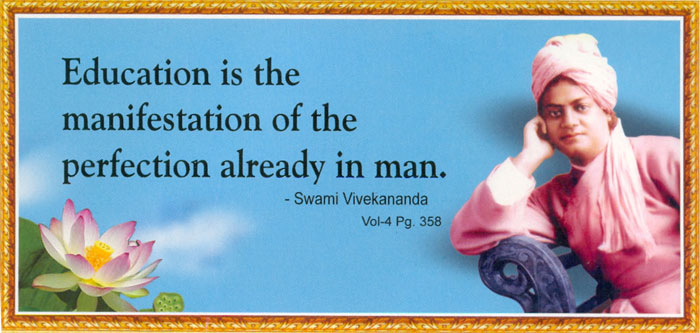 Education is the
manifestation of the
perfection already in man.
- Swami Vivekananda
Vol-4 Pg. 358